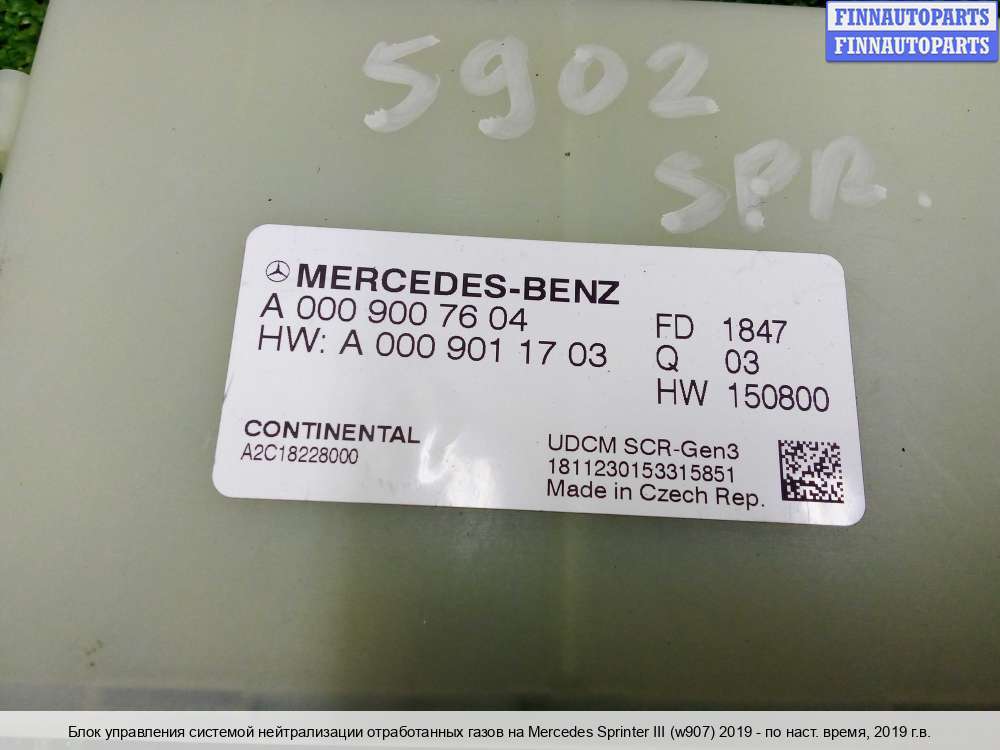 FINNAUTOPARTS
FINNAUTOPARTS
5902
SPR.
MERCEDES-BENZ
A 000 900 76 04
HW: A 000 901 17 03
FD 1847
Q 03
HW 150800
CONTINENTAL
A2C18228000
UDCM SCR-Gen3
1811230153315851
Made in Czech Rep.
Блок управления системой нейтрализации отработанных газов на Mercedes Sprinter III (w907) 2019 - по наст. время, 2019 г.в.